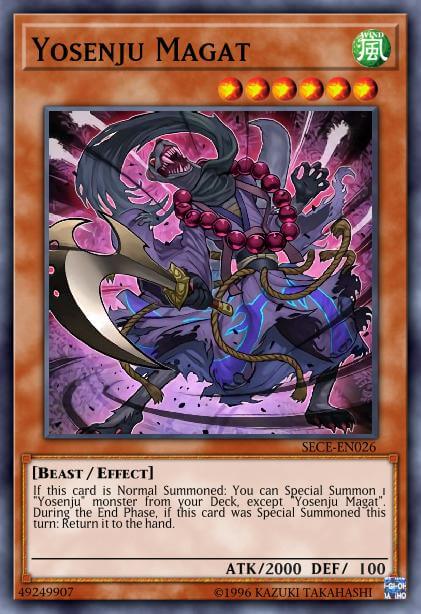 Yosenju Magat
WIND
風
SECE-EN026
[Beast / Effect]
If this card is Normal Summoned: You can Special Summon 1
"Yosenju" monster from your Deck, except "Yosenju Magat".
During the End Phase, if this card was Special Summoned this
turn: Return it to the hand.
ATK/2000 DEF/ 100
49249907
©1996 KAZUKI TAKAHASHI